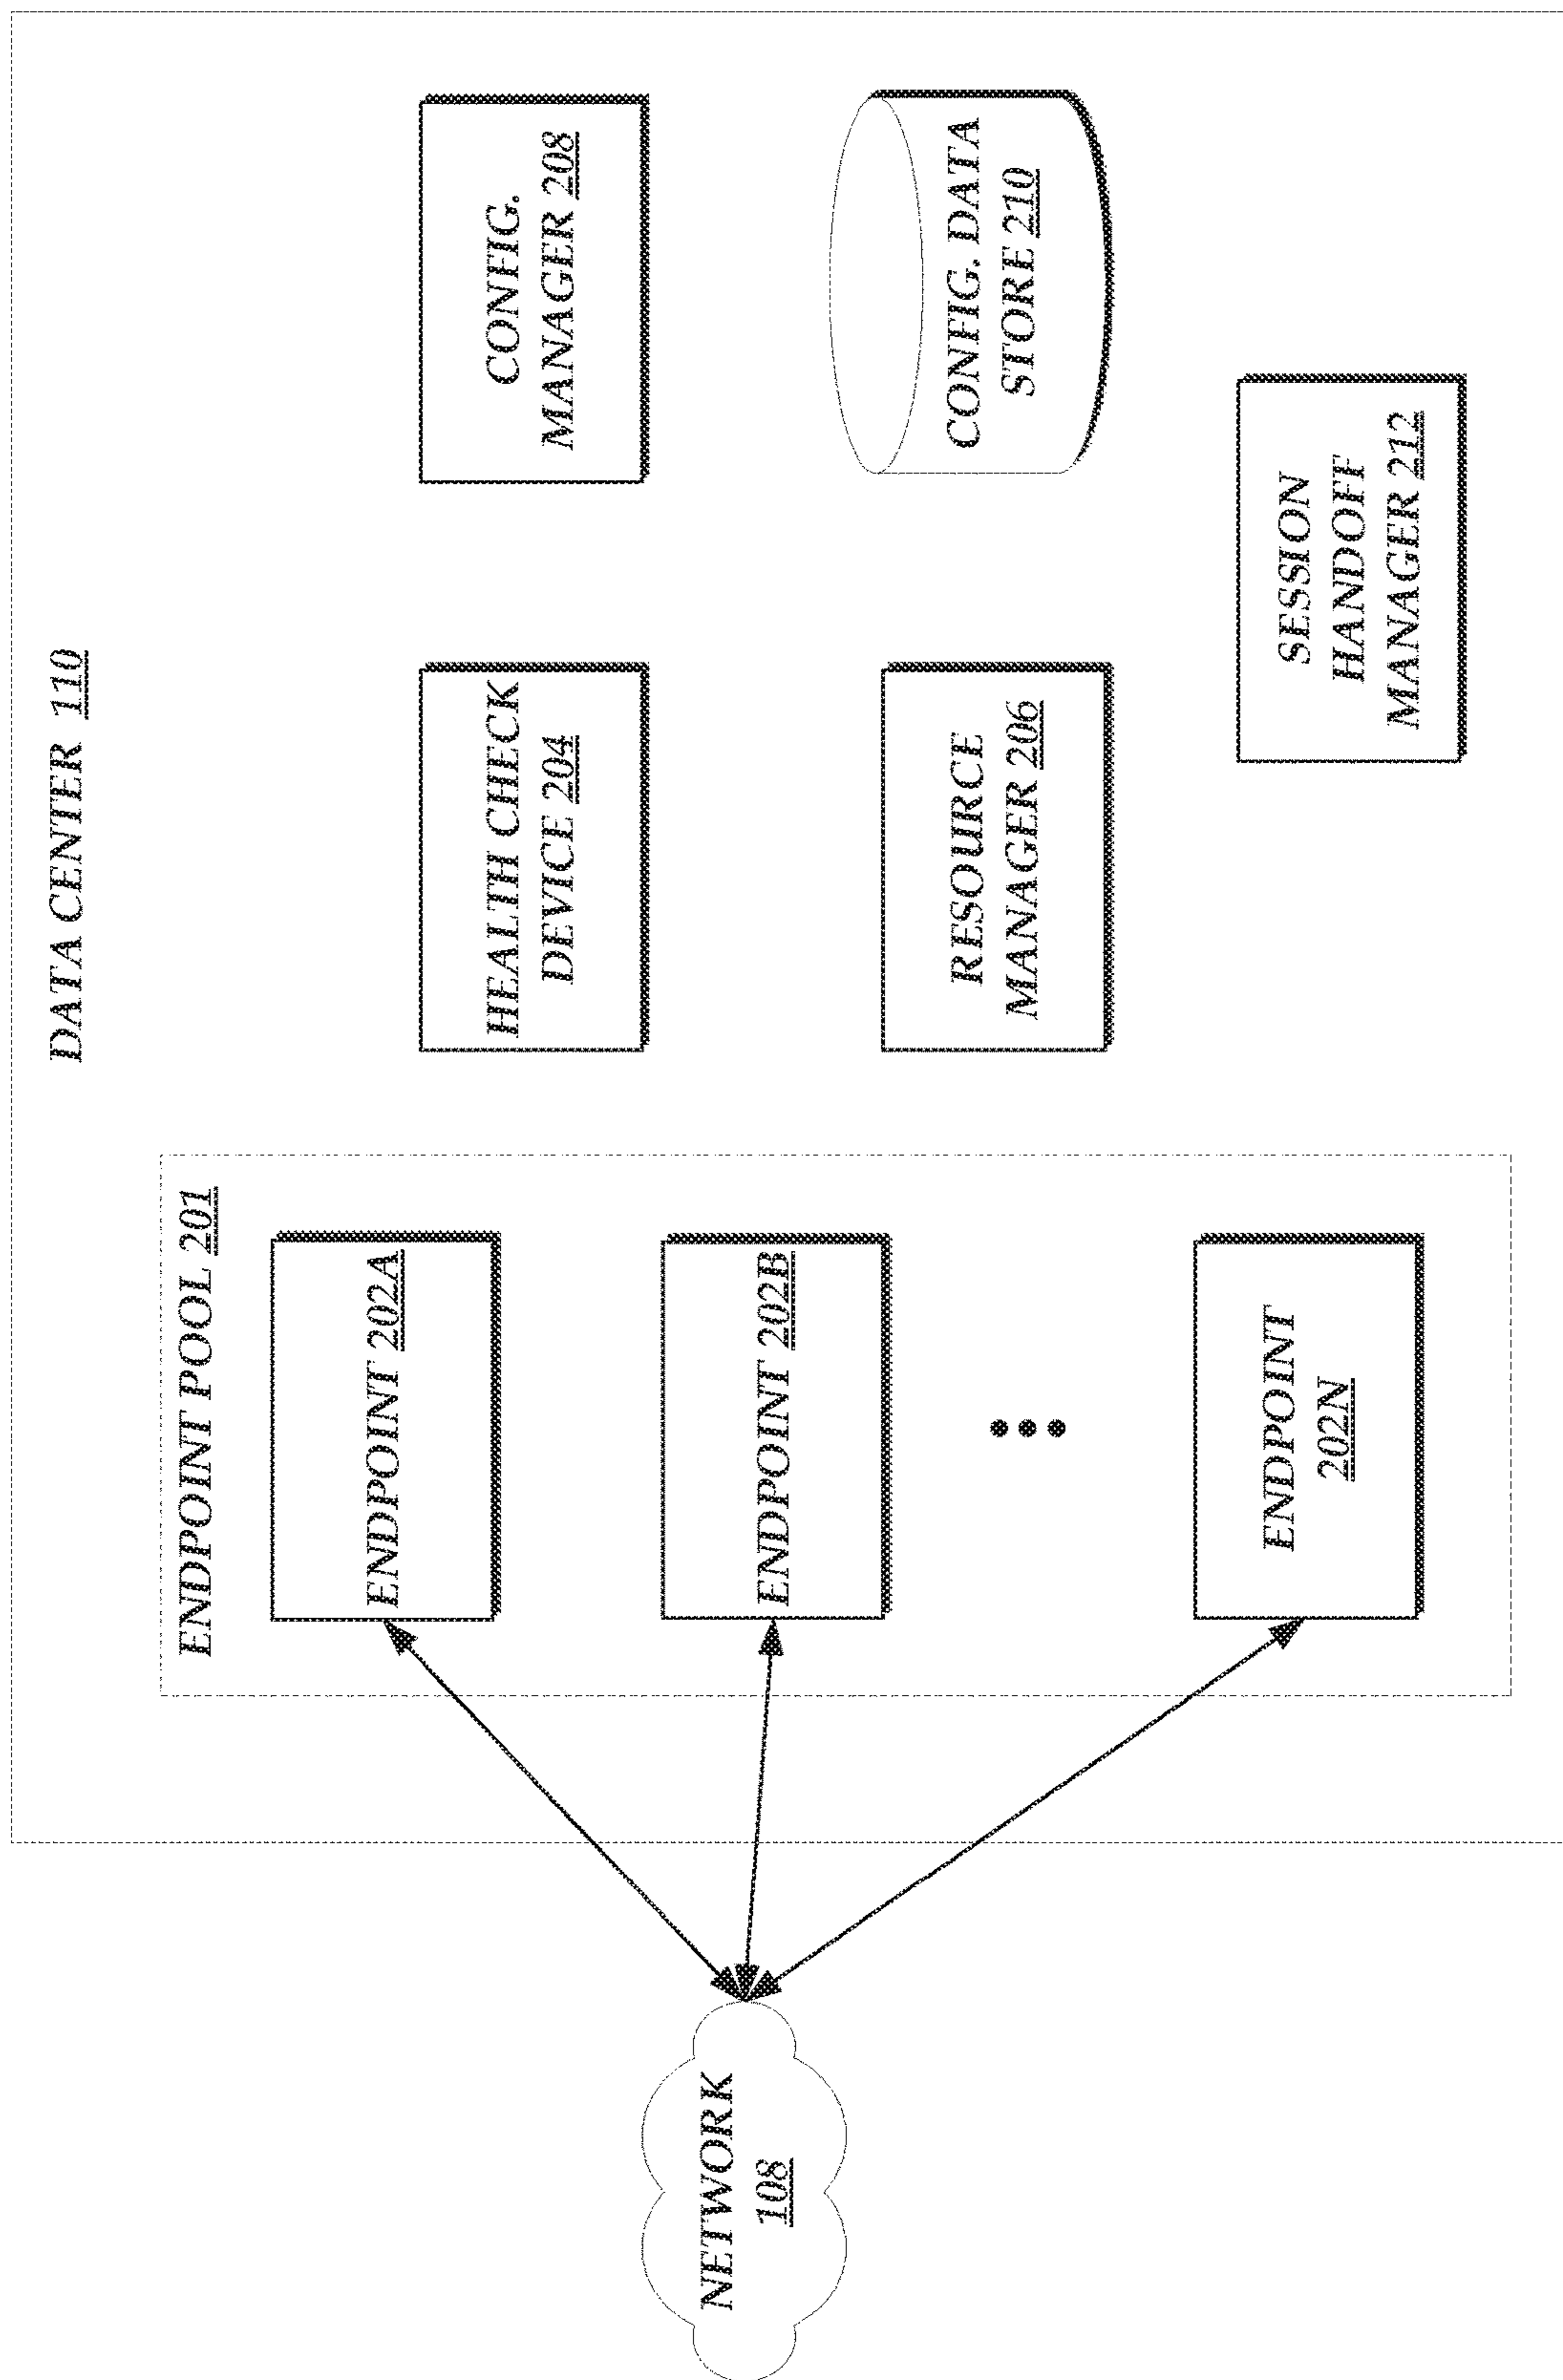 DATA CENTER 110
ENDPOINT POOL 201
ENDPOINT 202A
ENDPOINT 202B
ENDPOINT
202N
NETWORK
108
HEALTH CHECK
DEVICE 204
CONFIG.
MANAGER 208
RESOURCE
MANAGER 206
CONFIG. DATA
STORE 210
SESSION
HANDOFF
MANAGER 212